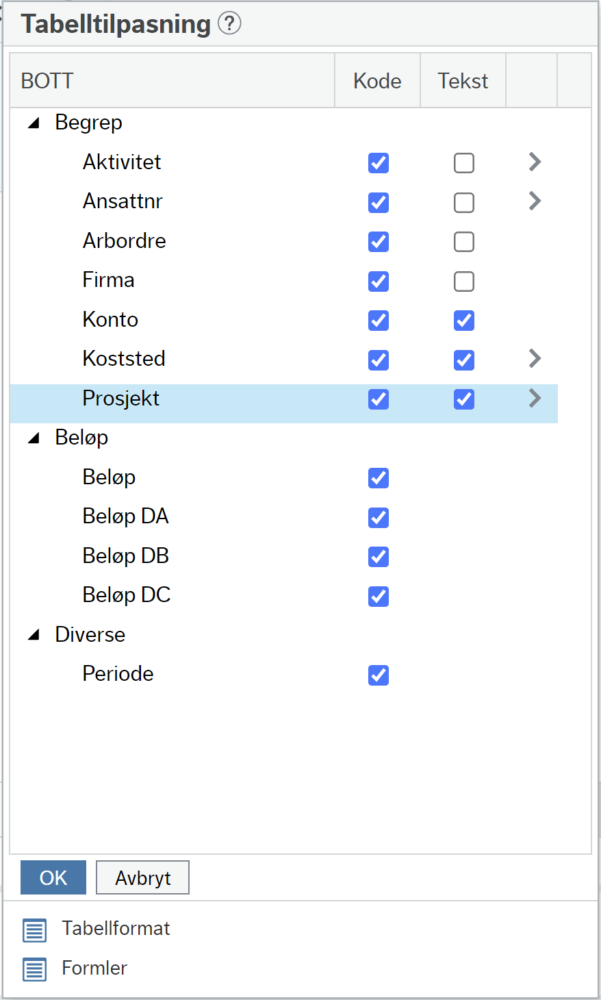 Tabelltilpasning ?
BOTT Kode Tekst
Begrep
Aktivitet
Ansattnr
Arbordre
Firma
Konto
Koststed
Prosjekt
Beløp
Beløp
Beløp DA
Beløp DB
Beløp DC
Diverse
Periode
OK Avbryt
Tabellformat
Formler